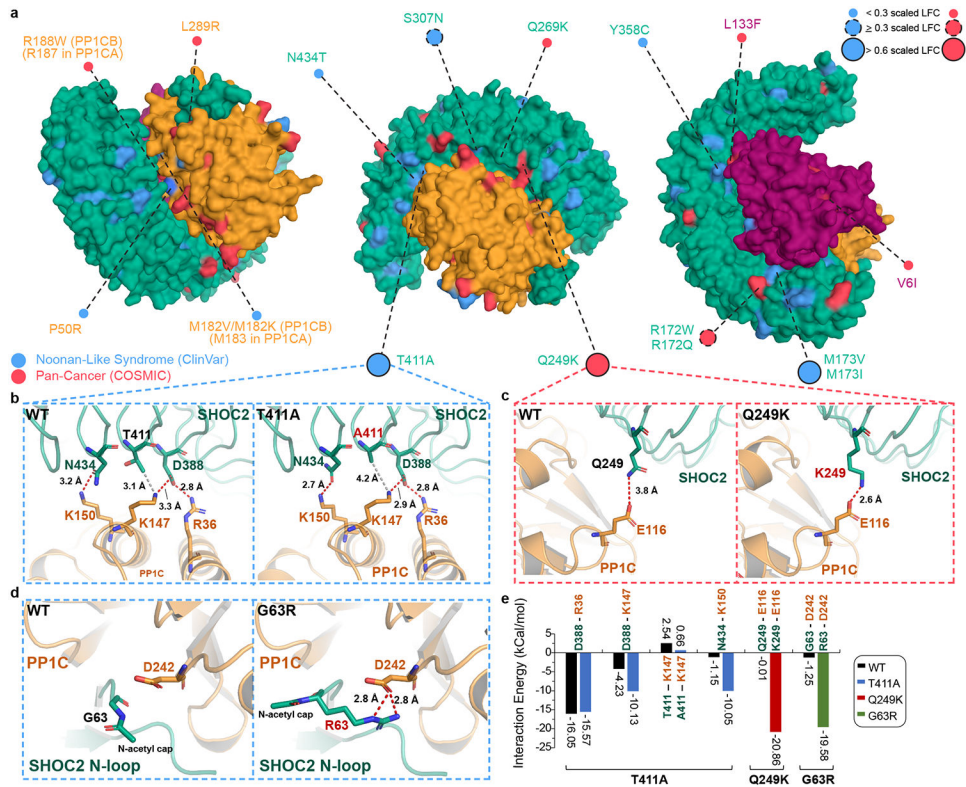 a
R188W (PP1CB)
(R187 in PP1CA)
L289R
P50R
M182V/M182K (PP1CB)
(M183 in PP1CA)
S307N
N434T
Q269K
T411A
Q249K
Y358C
L133F
V6I
R172W
R172Q
M173V
M173I
< 0.3 scaled LFC
≥ 0.3 scaled LFC
> 0.6 scaled LFC
Noonan-Like Syndrome (ClinVar)
Pan-Cancer (COSMIC)
b
WT
SHOC2
T411
N434
D388
3.2 Å
3.1 Å
3.3 Å
2.8 Å
K150
K147
R36
PP1C
T411A
SHOC2
A411
N434
D388
2.7 Å
4.2 Å
2.9 Å
2.8 Å
K150
K147
R36
PP1C
c
WT
Q249
SHOC2
3.8 Å
E116
PP1C
Q249K
K249
SHOC2
2.6 Å
E116
PP1C
d
WT
PP1C
D242
G63
N-acetyl cap
SHOC2 N-loop
G63R
PP1C
D242
2.8 Å
2.8 Å
N-acetyl cap
R63
SHOC2 N-loop
e
Interaction Energy (kCal/mol)
5
0
-5
-10
-15
-20
-25
D388 - R36
D388 - K147
T411 – K147
A411 – K147
N434 - K150
Q249 - E116
K249 - E116
G63 - D242
R63 - D242
-16.05
-15.57
-4.23
-10.13
2.54
0.66
-1.15
-10.05
-0.01
-20.86
-1.25
-19.58
T411A
Q249K
G63R
WT
T411A
Q249K
G63R